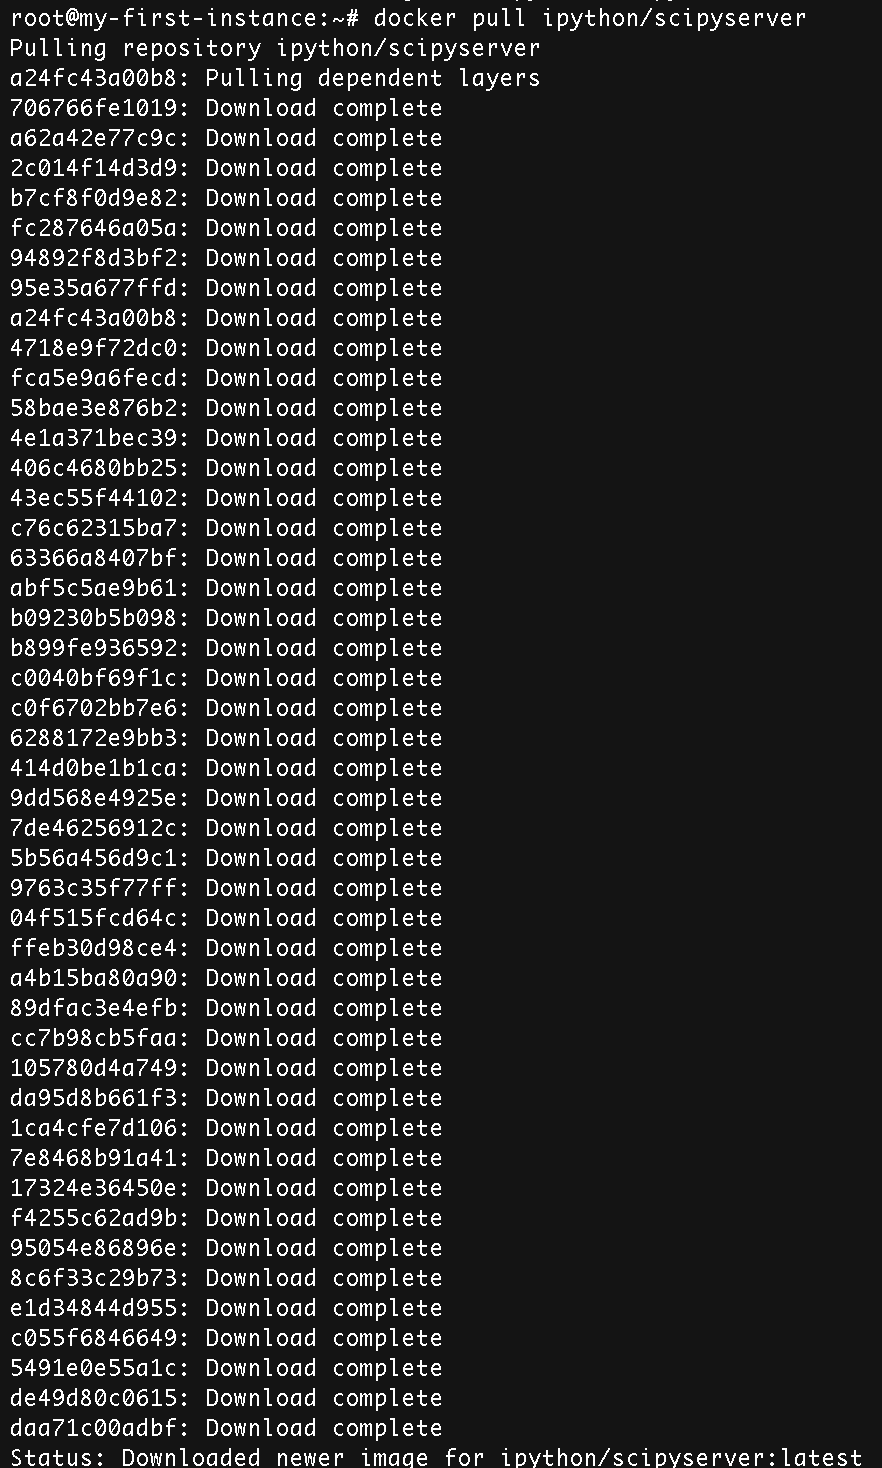 root@my-first-instance:~# docker pull ipython/scipyserver
Pulling repository ipython/scipyserver
a24fc43a00b8: Pulling dependent layers
706766fe1019: Download complete
a62a42e77c9c: Download complete
2c014f14d3d9: Download complete
b7cf8f0d9e82: Download complete
fc287646a05a: Download complete
94892f8d3bf2: Download complete
95e35a677ffd: Download complete
a24fc43a00b8: Download complete
4718e9f72dc0: Download complete
fca5e9a6fecd: Download complete
58bae3e876b2: Download complete
4e1a371bec39: Download complete
406c4680bb25: Download complete
43ec55f44102: Download complete
c76c62315ba7: Download complete
63366a8407bf: Download complete
abf5c5ae9b61: Download complete
b09230b5b098: Download complete
b899fe936592: Download complete
c0040bf69f1c: Download complete
c0f6702bb7e6: Download complete
6288172e9bb3: Download complete
414d0be1b1ca: Download complete
9dd568e4925e: Download complete
7de46256912c: Download complete
5b56a456d9c1: Download complete
9763c35f77ff: Download complete
04f515fcd64c: Download complete
ffeb30d98ce4: Download complete
a4b15ba80a90: Download complete
89dfac3e4efb: Download complete
cc7b98cb5faa: Download complete
105780d4a749: Download complete
da95d8b661f3: Download complete
1ca4cfe7d106: Download complete
7e8468b91a41: Download complete
17324e36450e: Download complete
f4255c62ad9b: Download complete
95054e86896e: Download complete
8c6f33c29b73: Download complete
e1d34844d955: Download complete
c055f6846649: Download complete
5491e0e55a1c: Download complete
de49d80c0615: Download complete
daa71c00adbf: Download complete
Status: Downloaded newer image for ipython/scipyserver:latest